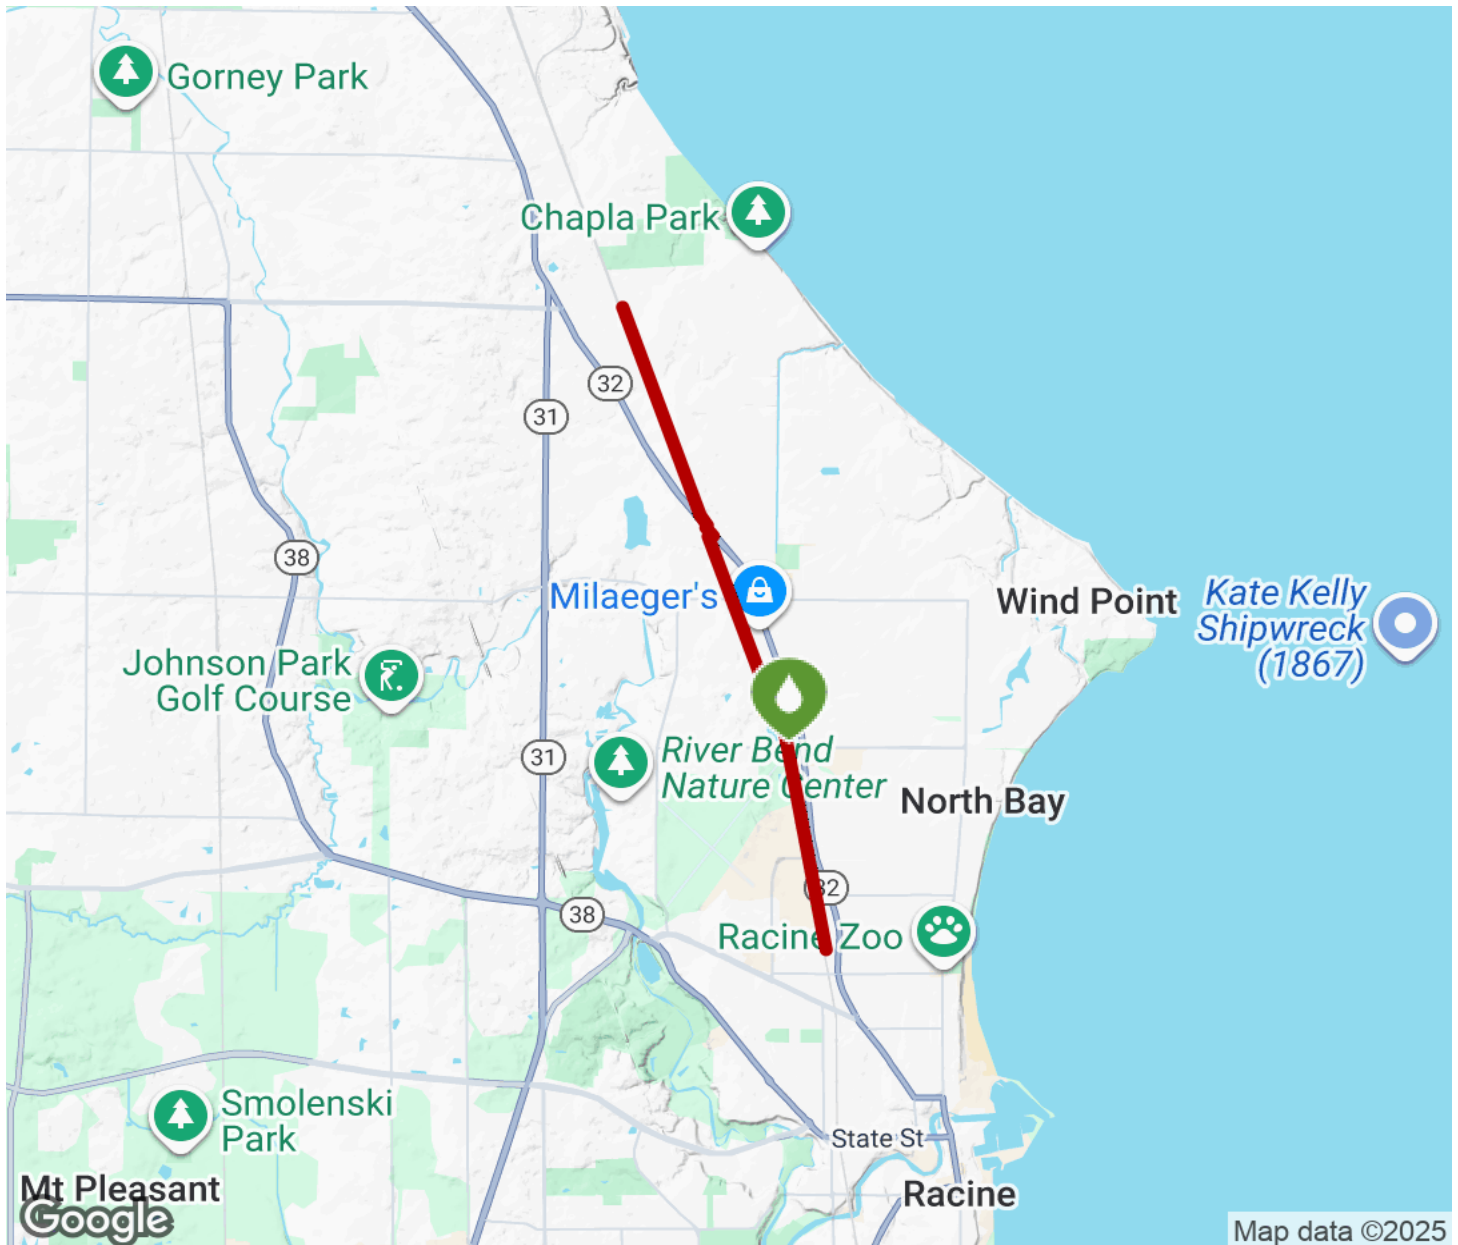 Gorney Park
Chapla Park
32
31
38
Milaeger's
Wind Point
Kate Kelly
Shipwreck
(1867)
Johnson Park
Golf Course
31
River Bend
Nature Center
North Bay
32
38
Racine Zoo
Smolenski
Park
State St
Mt Pleasant
Racine
Google
Map data ©2025